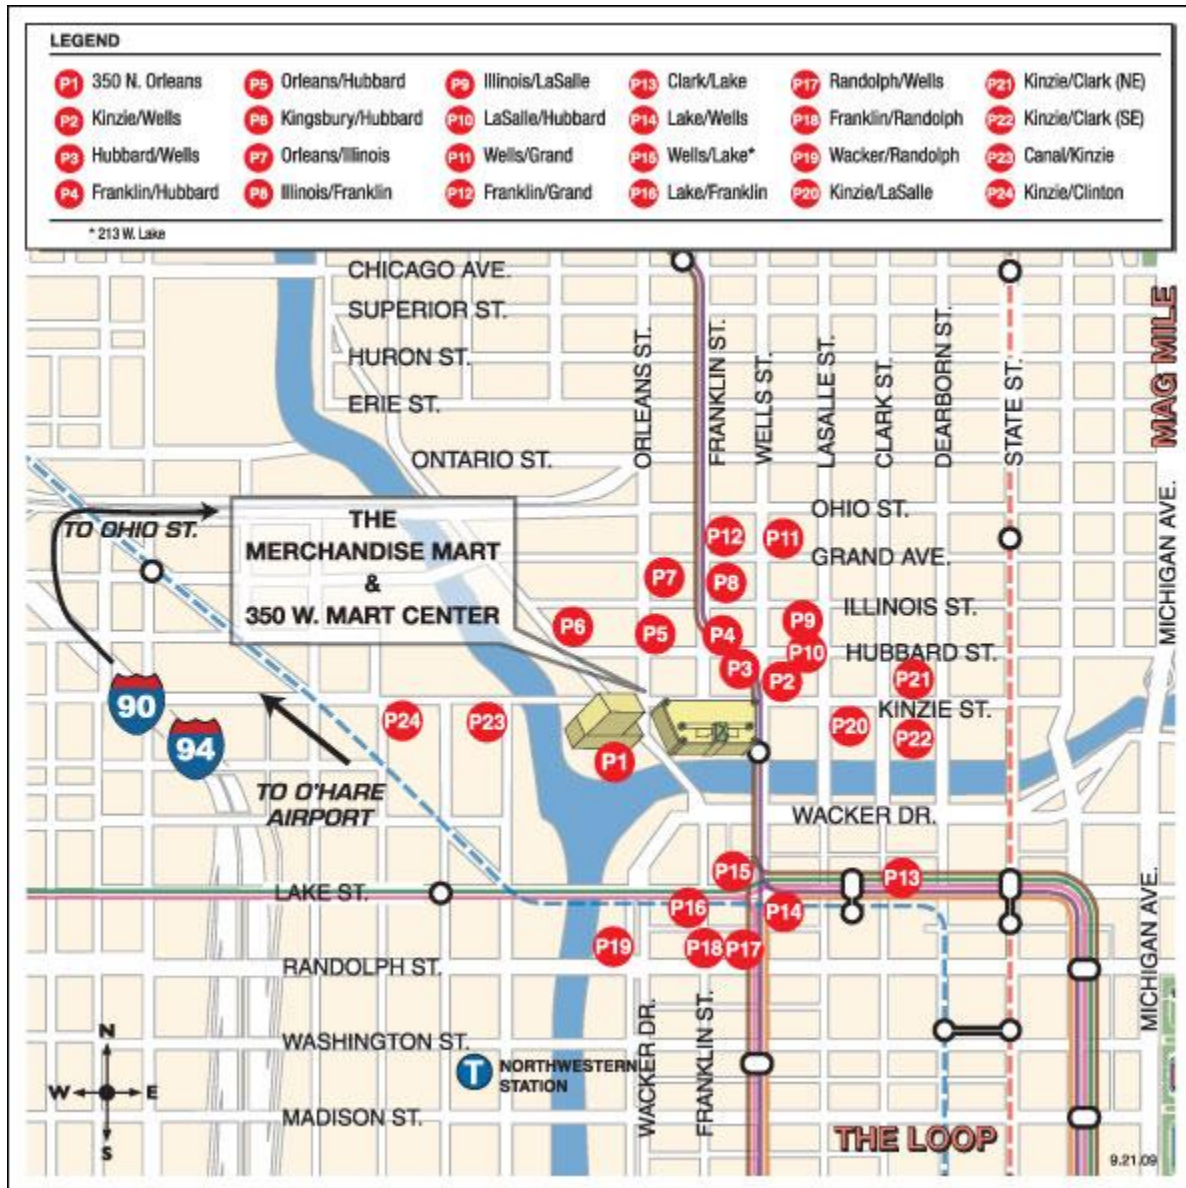 LEGEND
P1 350 N. Orleans
P2 Kinzie/Wells
P3 Hubbard/Wells
P4 Franklin/Hubbard
P5 Orleans/Hubbard
P6 Kingsbury/Hubbard
P7 Orleans/Illinois
P8 Illinois/Franklin
P9 Illinois/LaSalle
P10 LaSalle/Hubbard
P11 Wells/Grand
P12 Franklin/Grand
P13 Clark/Lake
P14 Lake/Wells
P15 Wells/Lake*
P16 Lake/Franklin
P17 Randolph/Wells
P18 Franklin/Randolph
P19 Wacker/Randolph
P20 Kinzie/LaSalle
P21 Kinzie/Clark (NE)
P22 Kinzie/Clark (SE)
P23 Canal/Kinzie
P24 Kinzie/Clinton
* 213 W. Lake
CHICAGO AVE.
SUPERIOR ST.
HURON ST.
ERIE ST.
ONTARIO ST.
ORLEANS ST.
FRANKLIN ST.
WELLS ST.
LASALLE ST.
CLARK ST.
DEARBORN ST.
STATE ST.
MAG MILE
MICHIGAN AVE.
OHIO ST.
GRAND AVE.
ILLINOIS ST.
HUBBARD ST.
KINZIE ST.
TO OHIO ST.
THE
MERCHANDISE MART
&
350 W. MART CENTER
P12
P11
P7
P8
P6
P5
P4
P9
P10
P3
P2
P21
P24
P23
P20
P22
P1
90
94
TO O'HARE
AIRPORT
WACKER DR.
P15
P13
LAKE ST.
P16
P14
P19
P18
P17
RANDOLPH ST.
MICHIGAN AVE.
WACKER DR.
FRANKLIN ST.
WASHINGTON ST.
T
NORTHWESTERN
STATION
N
W
E
S
MADISON ST.
THE LOOP
9.21.09